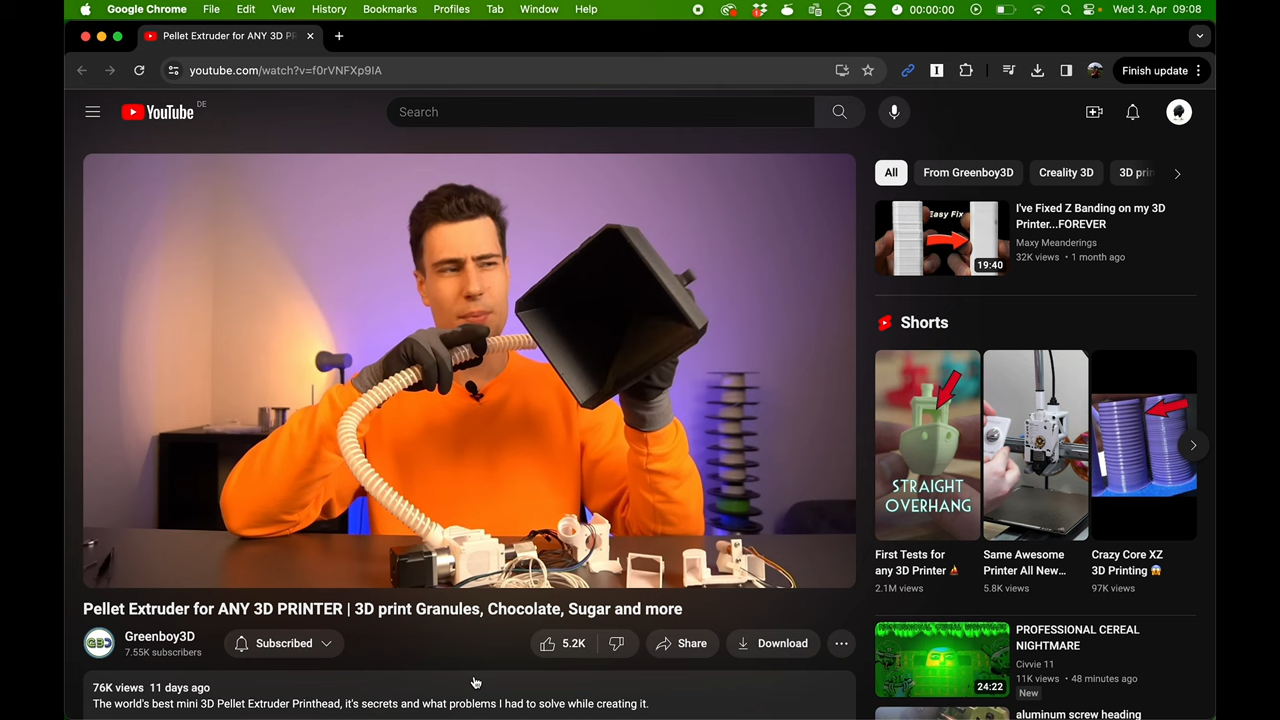 Google Chrome File Edit View History Bookmarks Profiles Tab Window Help 00:00:00 Wed 3. Apr 09:08
Pellet Extruder for ANY 3D PR
Finish update
youtube.com/watch?v=f0rVNFXp9IA
YouTube DE
Search
All From Greenboy3D Creality 3D 3D prin
Easy Fix
19:40
I've Fixed Z Banding on my 3D
Printer...FOREVER
Maxy Meanderings
32K views • 1 month ago
Shorts
STRAIGHT
OVERHANG
First Tests for
any 3D Printer
2.1M views
Same Awesome
Printer All New...
5.8K views
Crazy Core XZ
3D Printing
97K views
Pellet Extruder for ANY 3D PRINTER | 3D print Granules, Chocolate, Sugar and more
Greenboy3D
7.55K subscribers
Subscribed
5.2K
Share
Download
76K views 11 days ago
The world's best mini 3D Pellet Extruder Printhead, it's secrets and what problems I had to solve while creating it.
24:22
PROFESSIONAL CEREAL
NIGHTMARE
Civvie 11
11K views • 48 minutes ago
New
aluminum screw heading